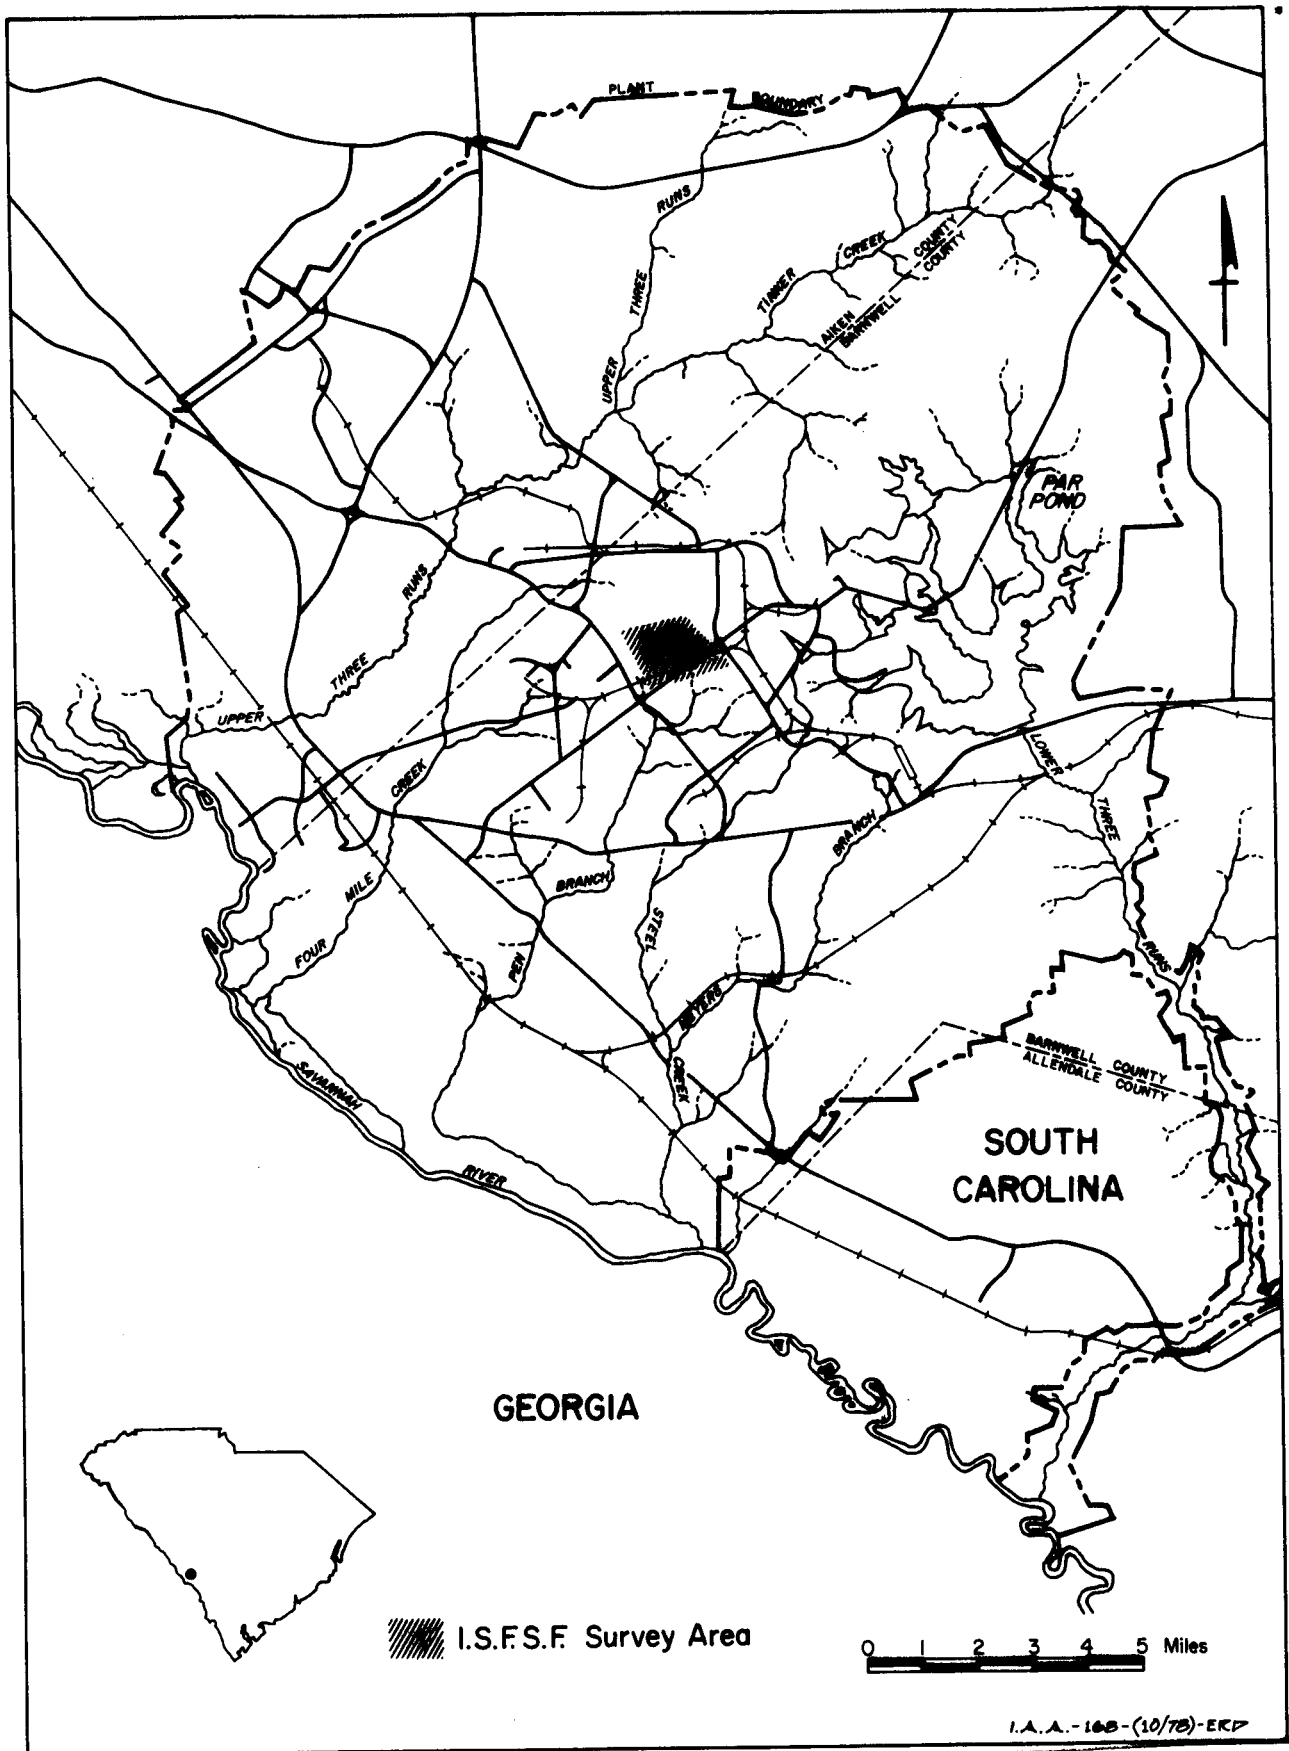 PLANT
BOUNDARY
RUNS
THREE
UPPER
TINKER
CREEK
COUNTY
COUNTY
AIKEN
BARNWELL
PAR
POND
RUNS
THREE
UPPER
CREEK
MILE
FOUR
BRANCH
PEN
STEEL
MEYERS
CREEK
BRANCH
LOWER
THREE
RUNS
BARNWELL COUNTY
ALLENDALE COUNTY
SAVANNAH
RIVER
SOUTH
CAROLINA
GEORGIA
I.S.F.S.F. Survey Area
0 1 2 3 4 5 Miles
I.A.A.-168-(10/78)-ERD